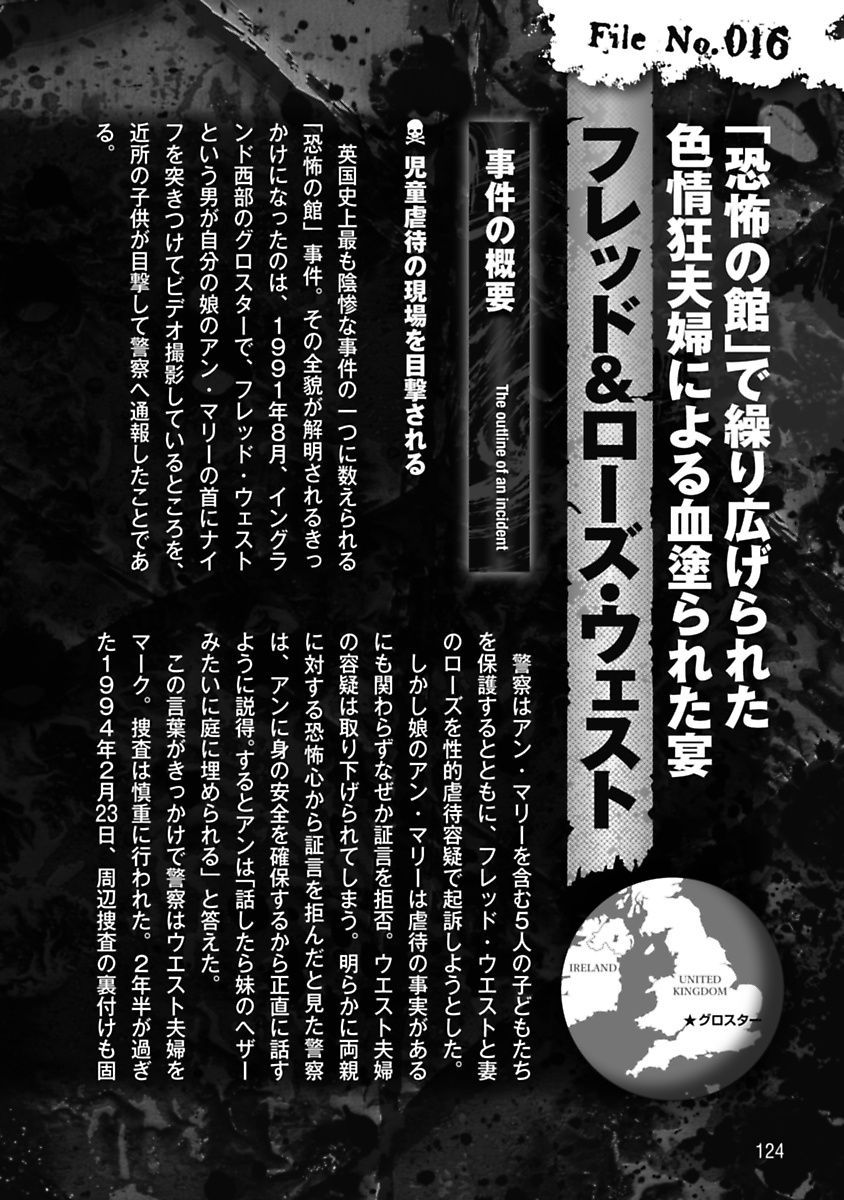 File No.016
「恐怖の館」で繰り広げられた
色情狂夫婦による血塗られた宴
フレッド&ローズ・ウェスト
事件の概要
The outline of an incident
児童虐待の現場を目撃される
英国史上最も陰惨な事件の一つに数えられる
「恐怖の館」事件。その全貌が解明されるきっ
かけになったのは、1991年8月、イングラ
ンド西部のグロスターで、フレッド・ウェスト
という男が自分の娘のアン・マリーの首にナイ
フを突きつけてビデオ撮影しているところを、
近所の子供が目撃して警察へ通報したことであ
る。
警察はアン・マリーを含む5人の子どもたち
を保護するとともに、フレッド・ウエストと妻
のローズを性的虐待容疑で起訴しようとした。
しかし娘のアン・マリーは虐待の事実がある
にも関わらずなぜか証言を拒否。ウエスト夫婦
の容疑は取り下げられてしまう。明らかに両親
に対する恐怖心から証言を拒んだと見た警察
は、アンに身の安全を確保するから正直に話す
ように説得。するとアンは「話したら妹のヘザー
みたいに庭に埋められる」と答えた。
この言葉がきっかけで警察はウエスト夫婦を
マーク。捜査は慎重に行われた。2年半が過ぎ
た1994年2月23日、周辺捜査の裏付けも固
IRELAND
UNITED
KINGDOM
★グロスター
124